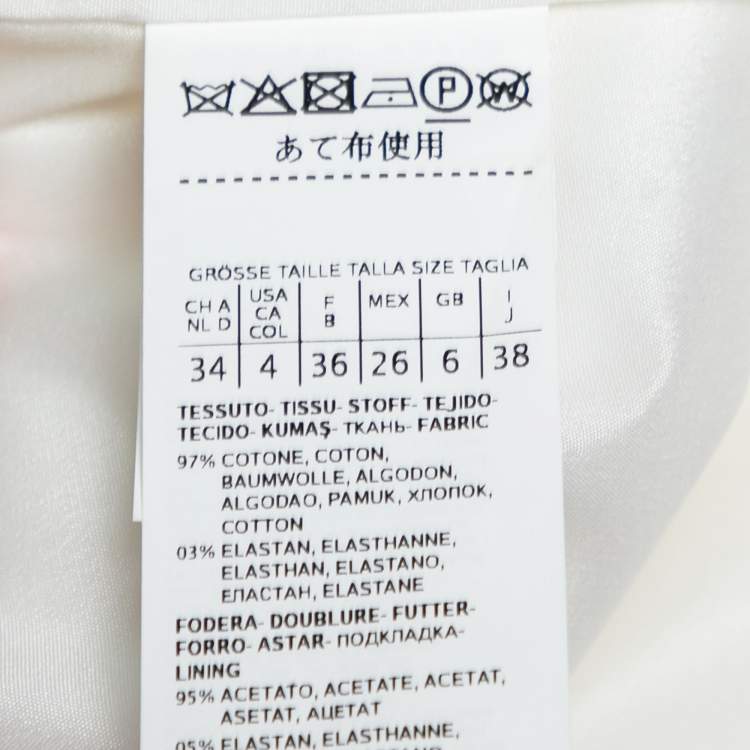 P W
あて布使用
GRÖSSE TAILLE TALLA SIZE TAGLIA
CH A NL D USA CA COL F B MEX GB I J
34 4 36 26 6 38
TESSUTO- TISSU- STOFF- TEJIDO-
TECIDO- KUMAŞ- ТКАНЬ- FABRIC
97% COTONE, COTON,
BAUMWOLLE, ALGODON,
ALGODAO, PAMUK, ХЛОПОК,
COTTON
03% ELASTAN, ELASTHANNE,
ELASTHAN, ELASTANO,
ЕЛАСТАН, ELASTANE
FODERA- DOUBLURE- FUTTER-
FORRO- ASTAR- ПОДКЛАДКА-
LINING
95% ACETATO, ACETATE, ACETAT,
ASETAT, АЦЕТАТ
05% ELASTAN, ELASTHANNE,